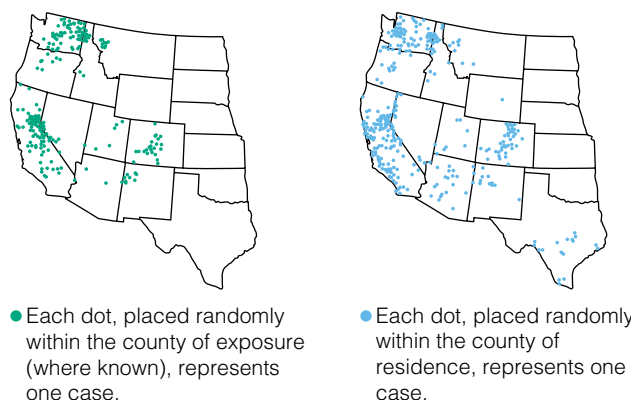 Each dot, placed randomly
within the county of exposure
(where known), represents
one case.
Each dot, placed randomly
within the county of
residence, represents one
case.